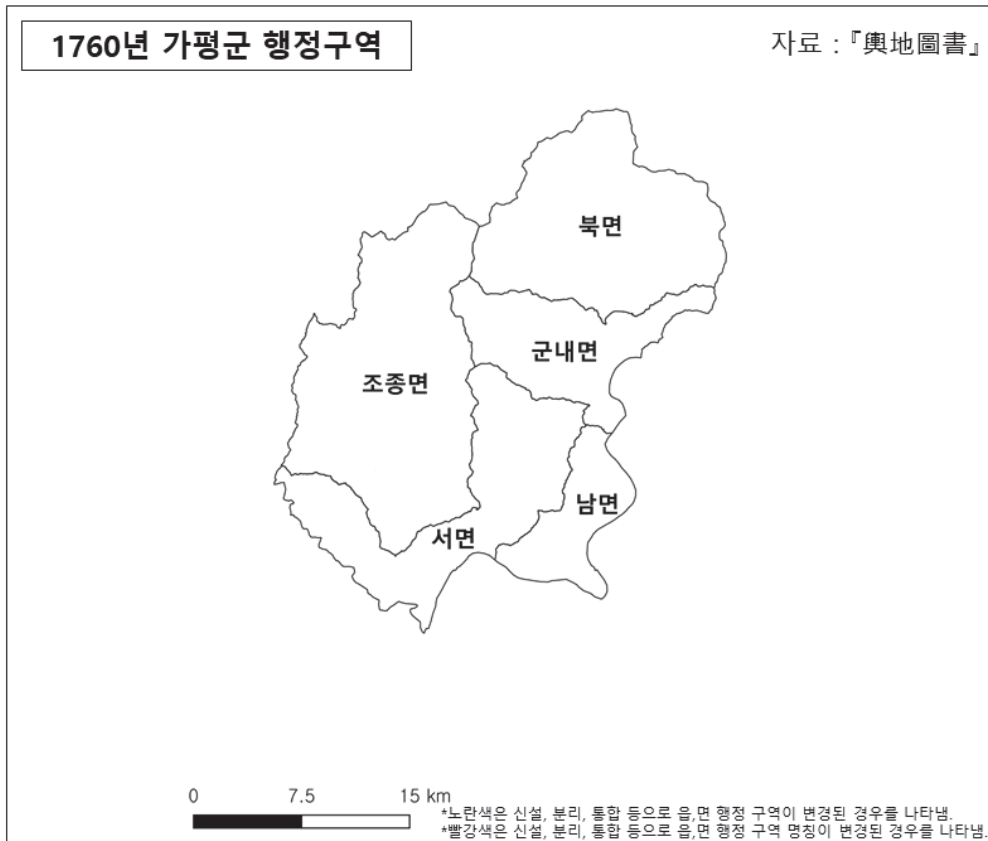 1760년 가평군 행정구역
자료 : 『輿地圖書』
북면
군내면
조종면
남면
서면
0 7.5 15 km
*노란색은 신설, 분리, 통합 등으로 읍,면 행정 구역이 변경된 경우를 나타냄.
*빨강색은 신설, 분리, 통합 등으로 읍,면 행정 구역 명칭이 변경된 경우를 나타냄.